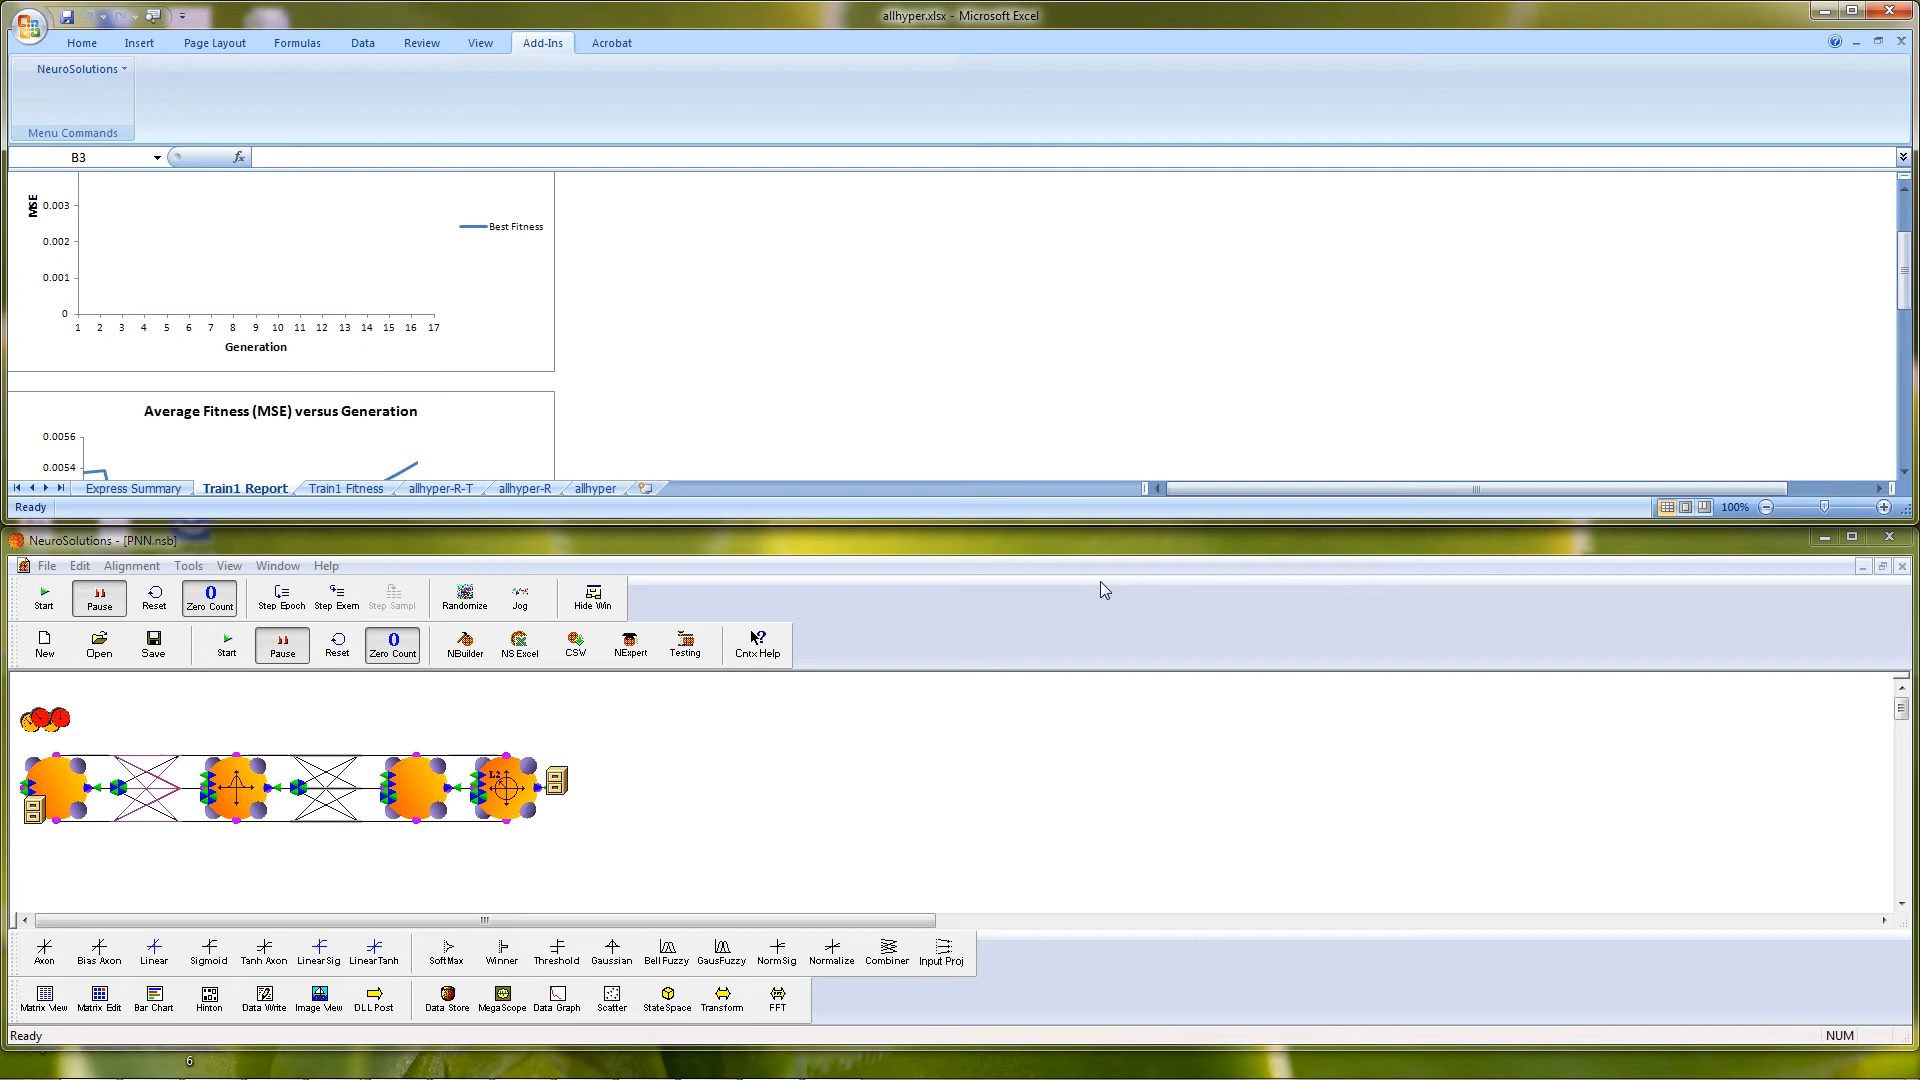 allhyper.xlsx - Microsoft Excel
Home Insert Page Layout Formulas Data Review View Add-Ins Acrobat
NeuroSolutions
Menu Commands
B3 fx
MSE
0.003
0.002
0.001
0
Best Fitness
1 2 3 4 5 6 7 8 9 10 11 12 13 14 15 16 17
Generation
Average Fitness (MSE) versus Generation
0.0056
0.0054
Express Summary Train1 Report Train1 Fitness allhyper-R-T allhyper-R allhyper
Ready 100%
NeuroSolutions - [PNN.nsb]
File Edit Alignment Tools View Window Help
Start Pause Reset Zero Count Step Epoch Step Exem Step Sampl Randomize Jog Hide Win
New Open Save Start Pause Reset Zero Count NBuilder NS Excel CSV NExpert Testing Cntx Help
L2
Axon Bias Axon Linear Sigmoid Tanh Axon LinearSig LinearTanh SoftMax Winner Threshold Gaussian BellFuzzy GausFuzzy NormSig Normalize Combiner Input Proj
Matrix View Matrix Edit Bar Chart Hinton Data Write Image View DLL Post Data Store MegaScope Data Graph Scatter StateSpace Transform FFT
Ready NUM
6